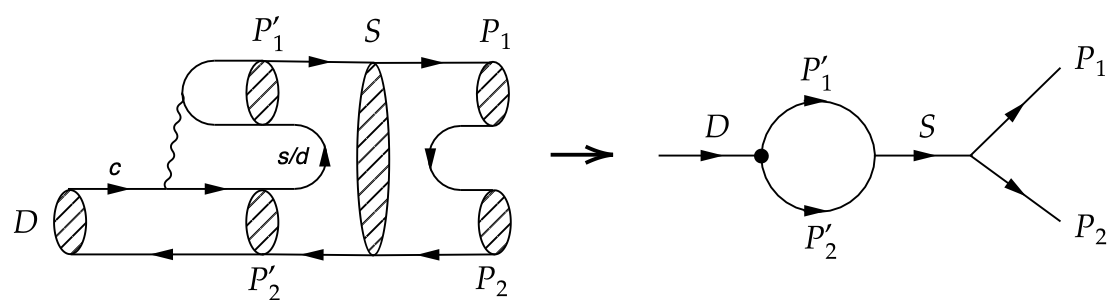 P′₁ S P₁
c s/d
D
P′₂ P₂
D P′₁ S P₁
P′₂ P₂